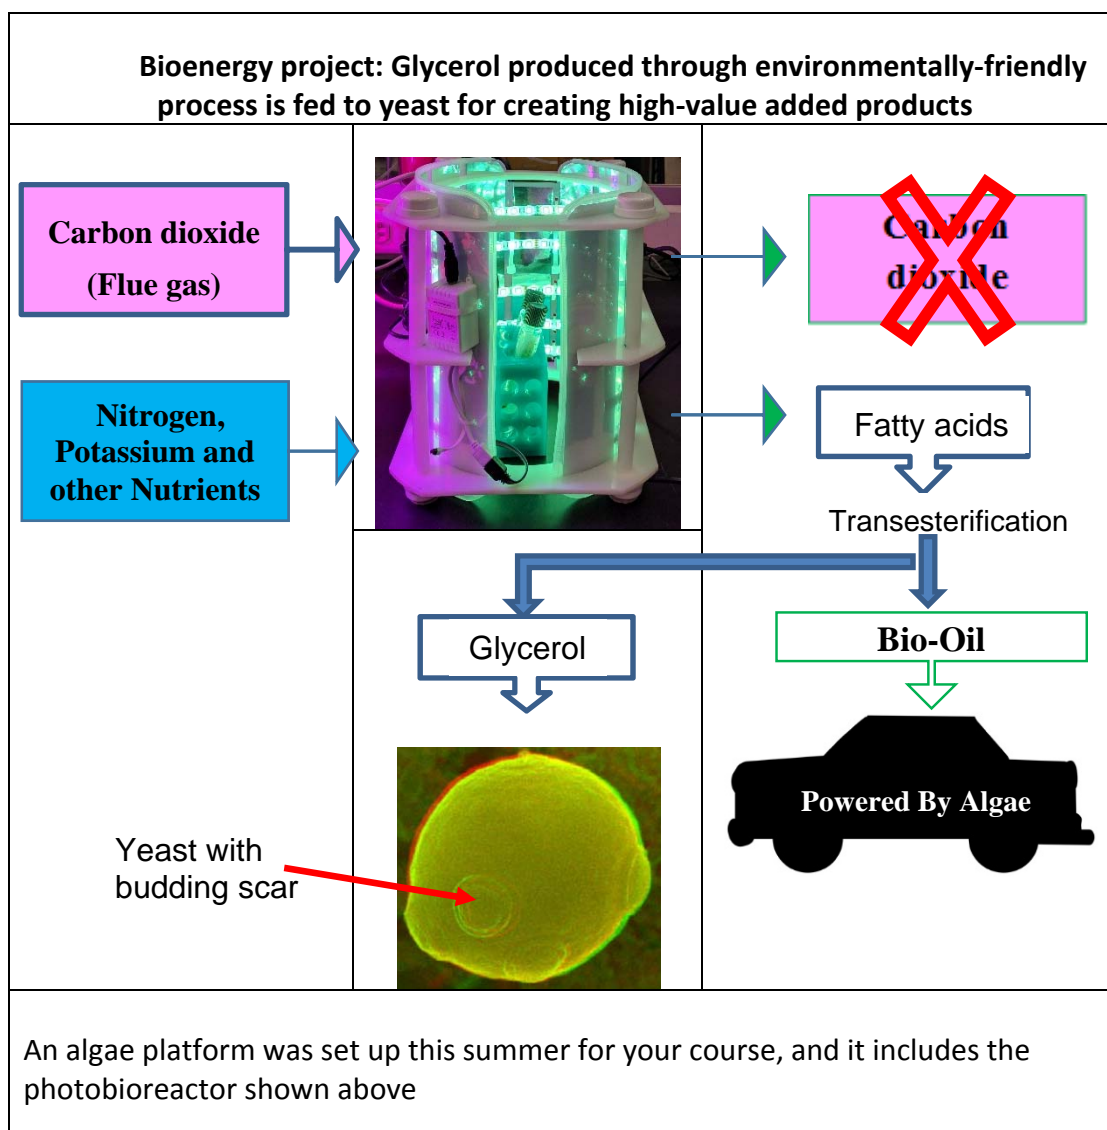 Bioenergy project: Glycerol produced through environmentally-friendly
process is fed to yeast for creating high-value added products
Carbon dioxide
(Flue gas)
Carbon
dioxide
Nitrogen,
Potassium and
other Nutrients
Fatty acids
Transesterification
Glycerol
Bio-Oil
Powered By Algae
Yeast with
budding scar
An algae platform was set up this summer for your course, and it includes the
photobioreactor shown above